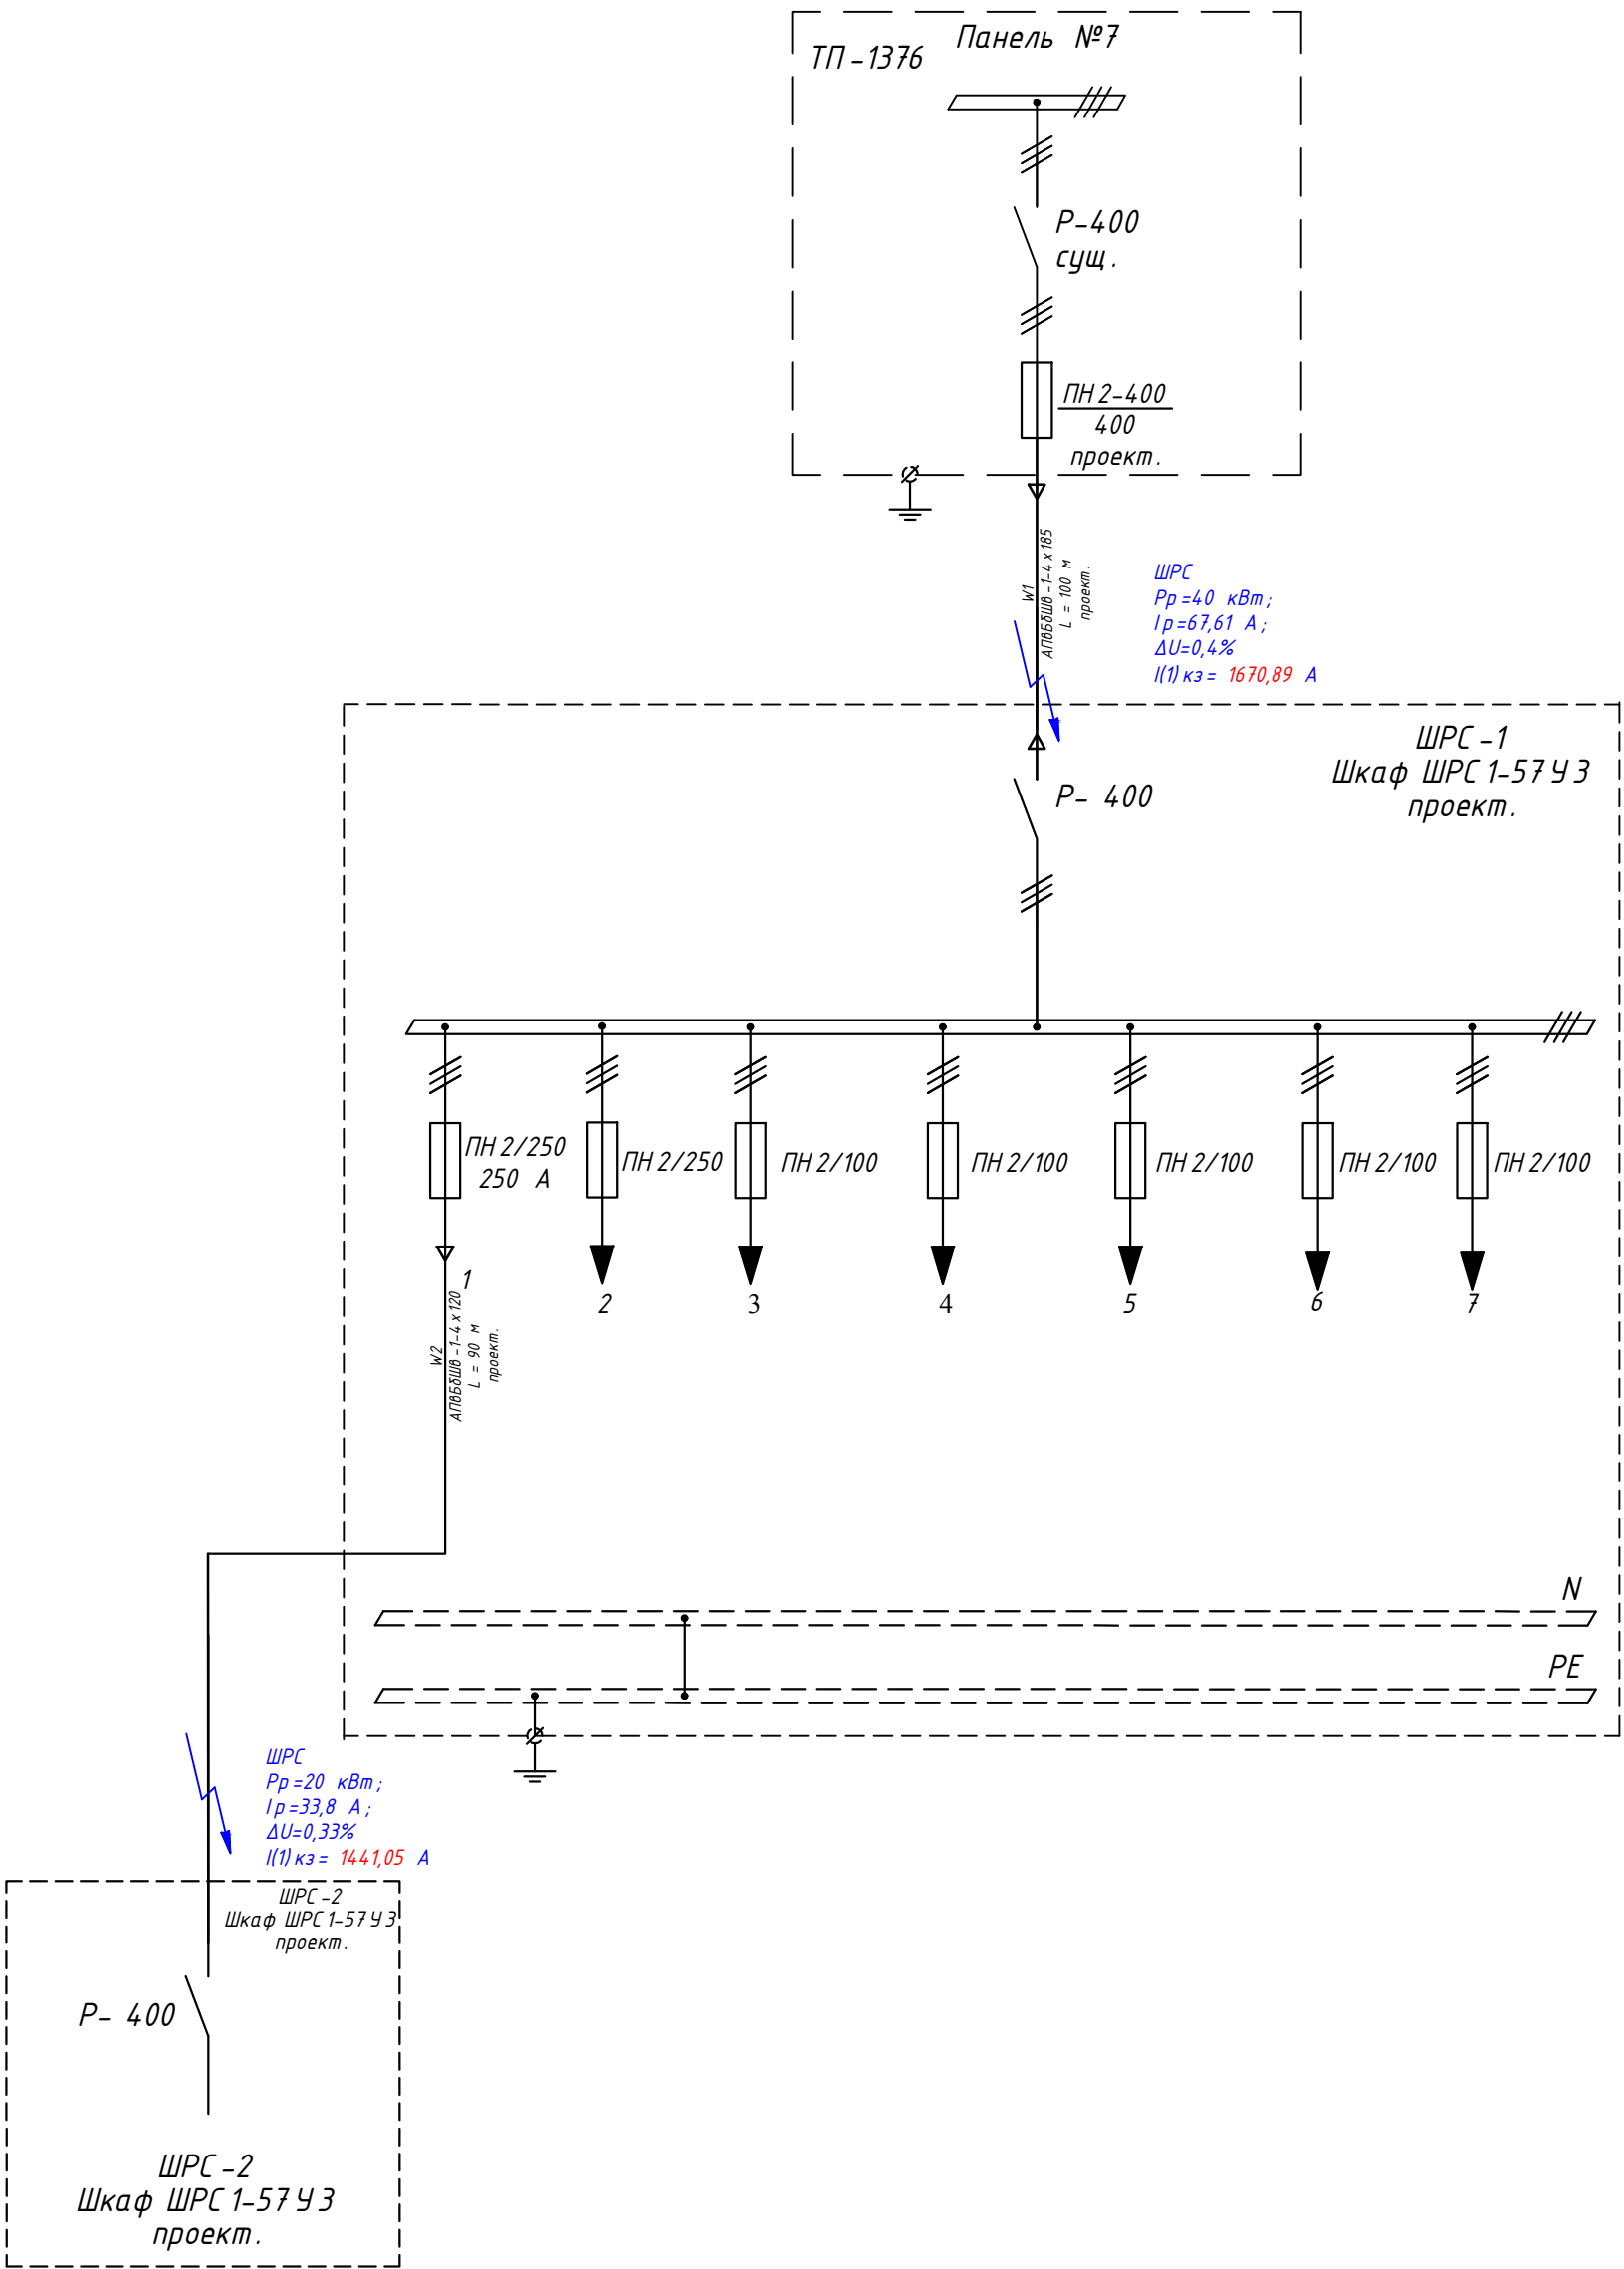 Панель №7
ТП-1376
Р-400
сущ.
ПН2-400
400
проект.
W1
АПвБбШв-1-4х185
L = 100 м
проект.
ШРС
Рр=40 кВт;
Iр=67,61 А;
ΔU=0,4%
I(1)кз= 1670,89 А
ШРС-1
Шкаф ШРС1-57У3
проект.
Р- 400
ПН2/250
250 А
ПН2/250
ПН2/100
ПН2/100
ПН2/100
ПН2/100
ПН2/100
1
2
3
4
5
6
7
W2
АПвБбШв-1-4х120
L = 90 м
проект.
N
PE
ШРС
Рр=20 кВт;
Iр=33,8 А;
ΔU=0,33%
I(1)кз= 1441,05 А
ШРС-2
Шкаф ШРС1-57У3
проект.
Р- 400
ШРС-2
Шкаф ШРС1-57У3
проект.